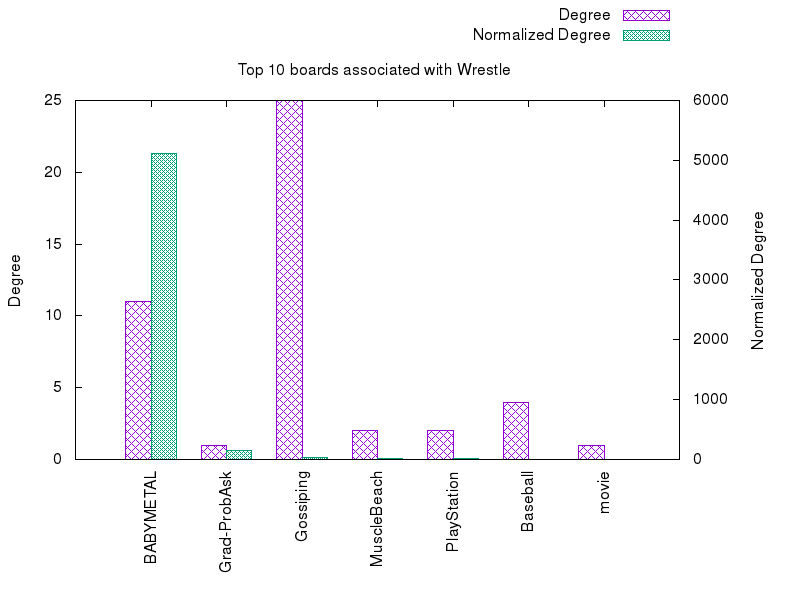 Degree
Normalized Degree
Top 10 boards associated with Wrestle
25 6000
20 5000
15 4000
10 3000
5 2000
0 1000
0
Degree
Normalized Degree
BABYMETAL
Grad-ProbAsk
Gossiping
MuscleBeach
PlayStation
Baseball
movie